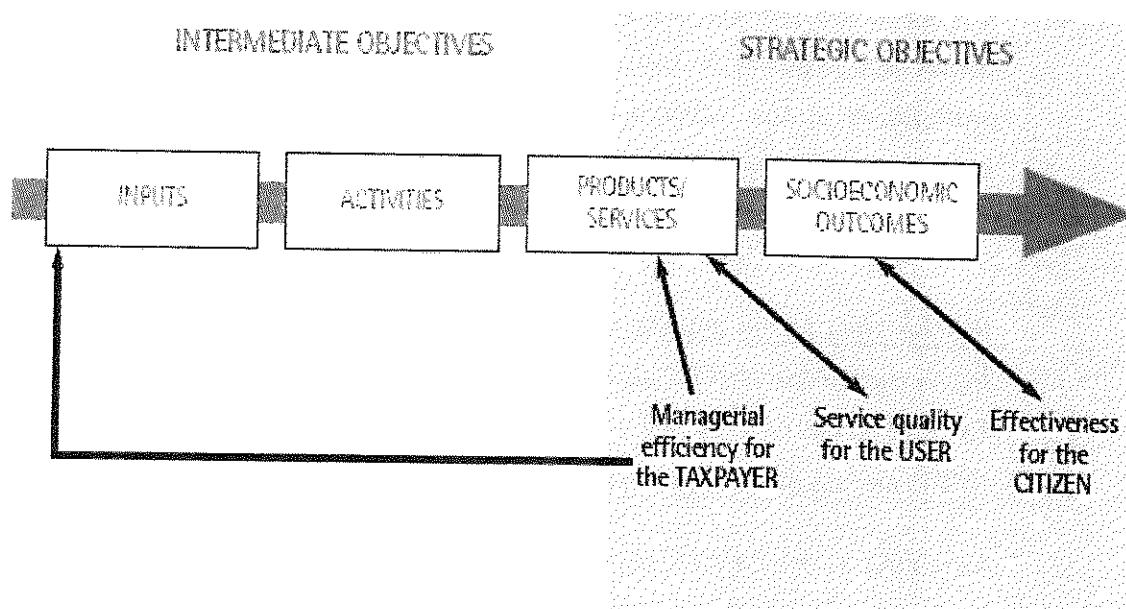 INTERMEDIATE OBJECTIVES
STRATEGIC OBJECTIVES
INPUTS
ACTIVITIES
PRODUCTS/
SERVICES
SOCIOECONOMIC
OUTCOMES
Managerial
efficiency for
the TAXPAYER
Service quality
for the USER
Effectiveness
for the
CITIZEN